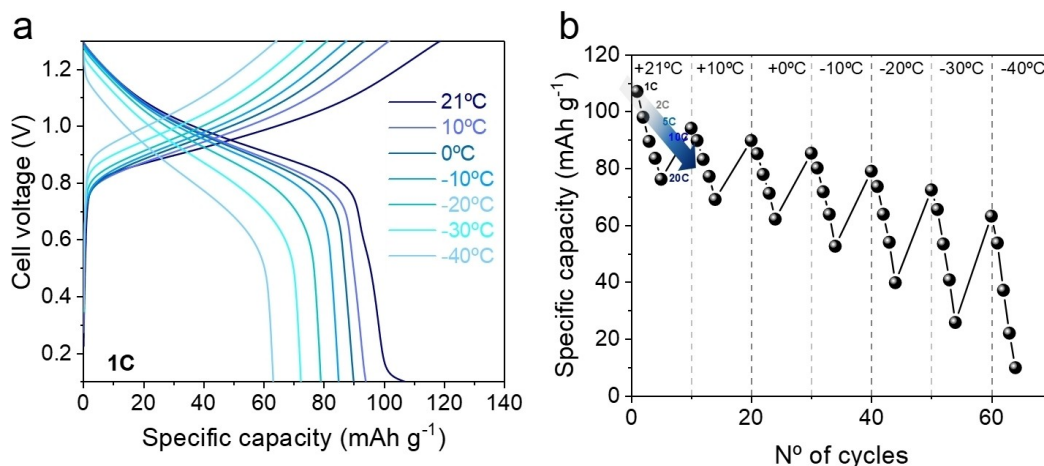 a
1.2
1.0
0.8
0.6
0.4
0.2
Cell voltage (V)
21ºC
10ºC
0ºC
-10ºC
-20ºC
-30ºC
-40ºC
1C
0 20 40 60 80 100 120 140
Specific capacity (mAh g-1)
b
120
100
80
60
40
20
0
Specific capacity (mAh g-1)
+21ºC +10ºC +0ºC -10ºC -20ºC -30ºC -40ºC
1C
2C
5C
10C
20C
0 20 40 60
Nº of cycles